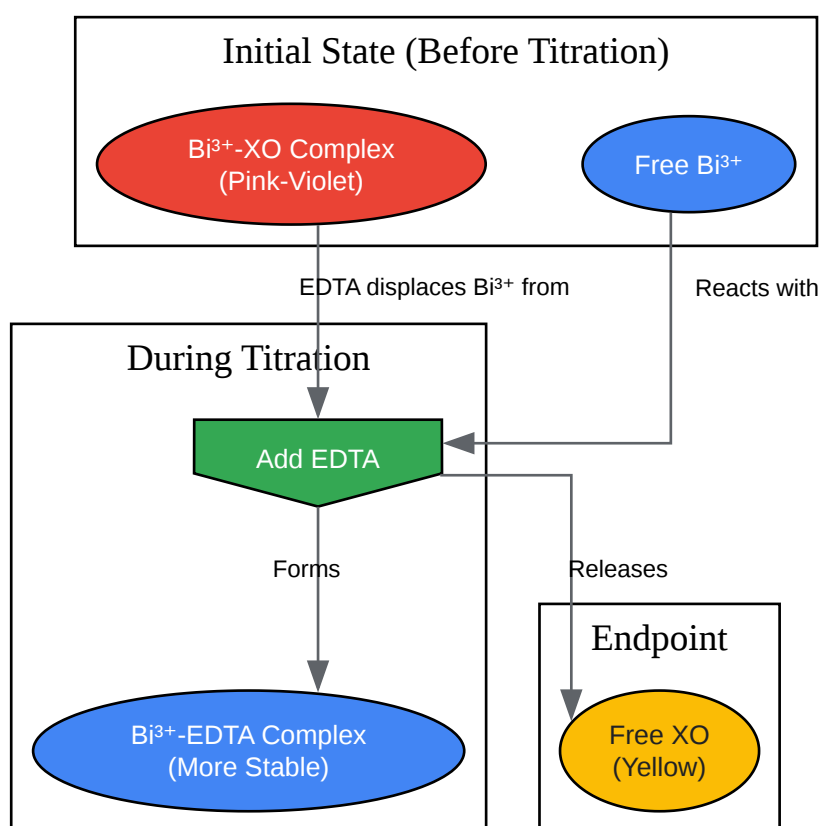 Initial State (Before Titration)
Bi³⁺-XO Complex
(Pink-Violet)
Free Bi³⁺
EDTA displaces Bi³⁺ from
Reacts with
During Titration
Add EDTA
Forms
Releases
Endpoint
Bi³⁺-EDTA Complex
(More Stable)
Free XO
(Yellow)